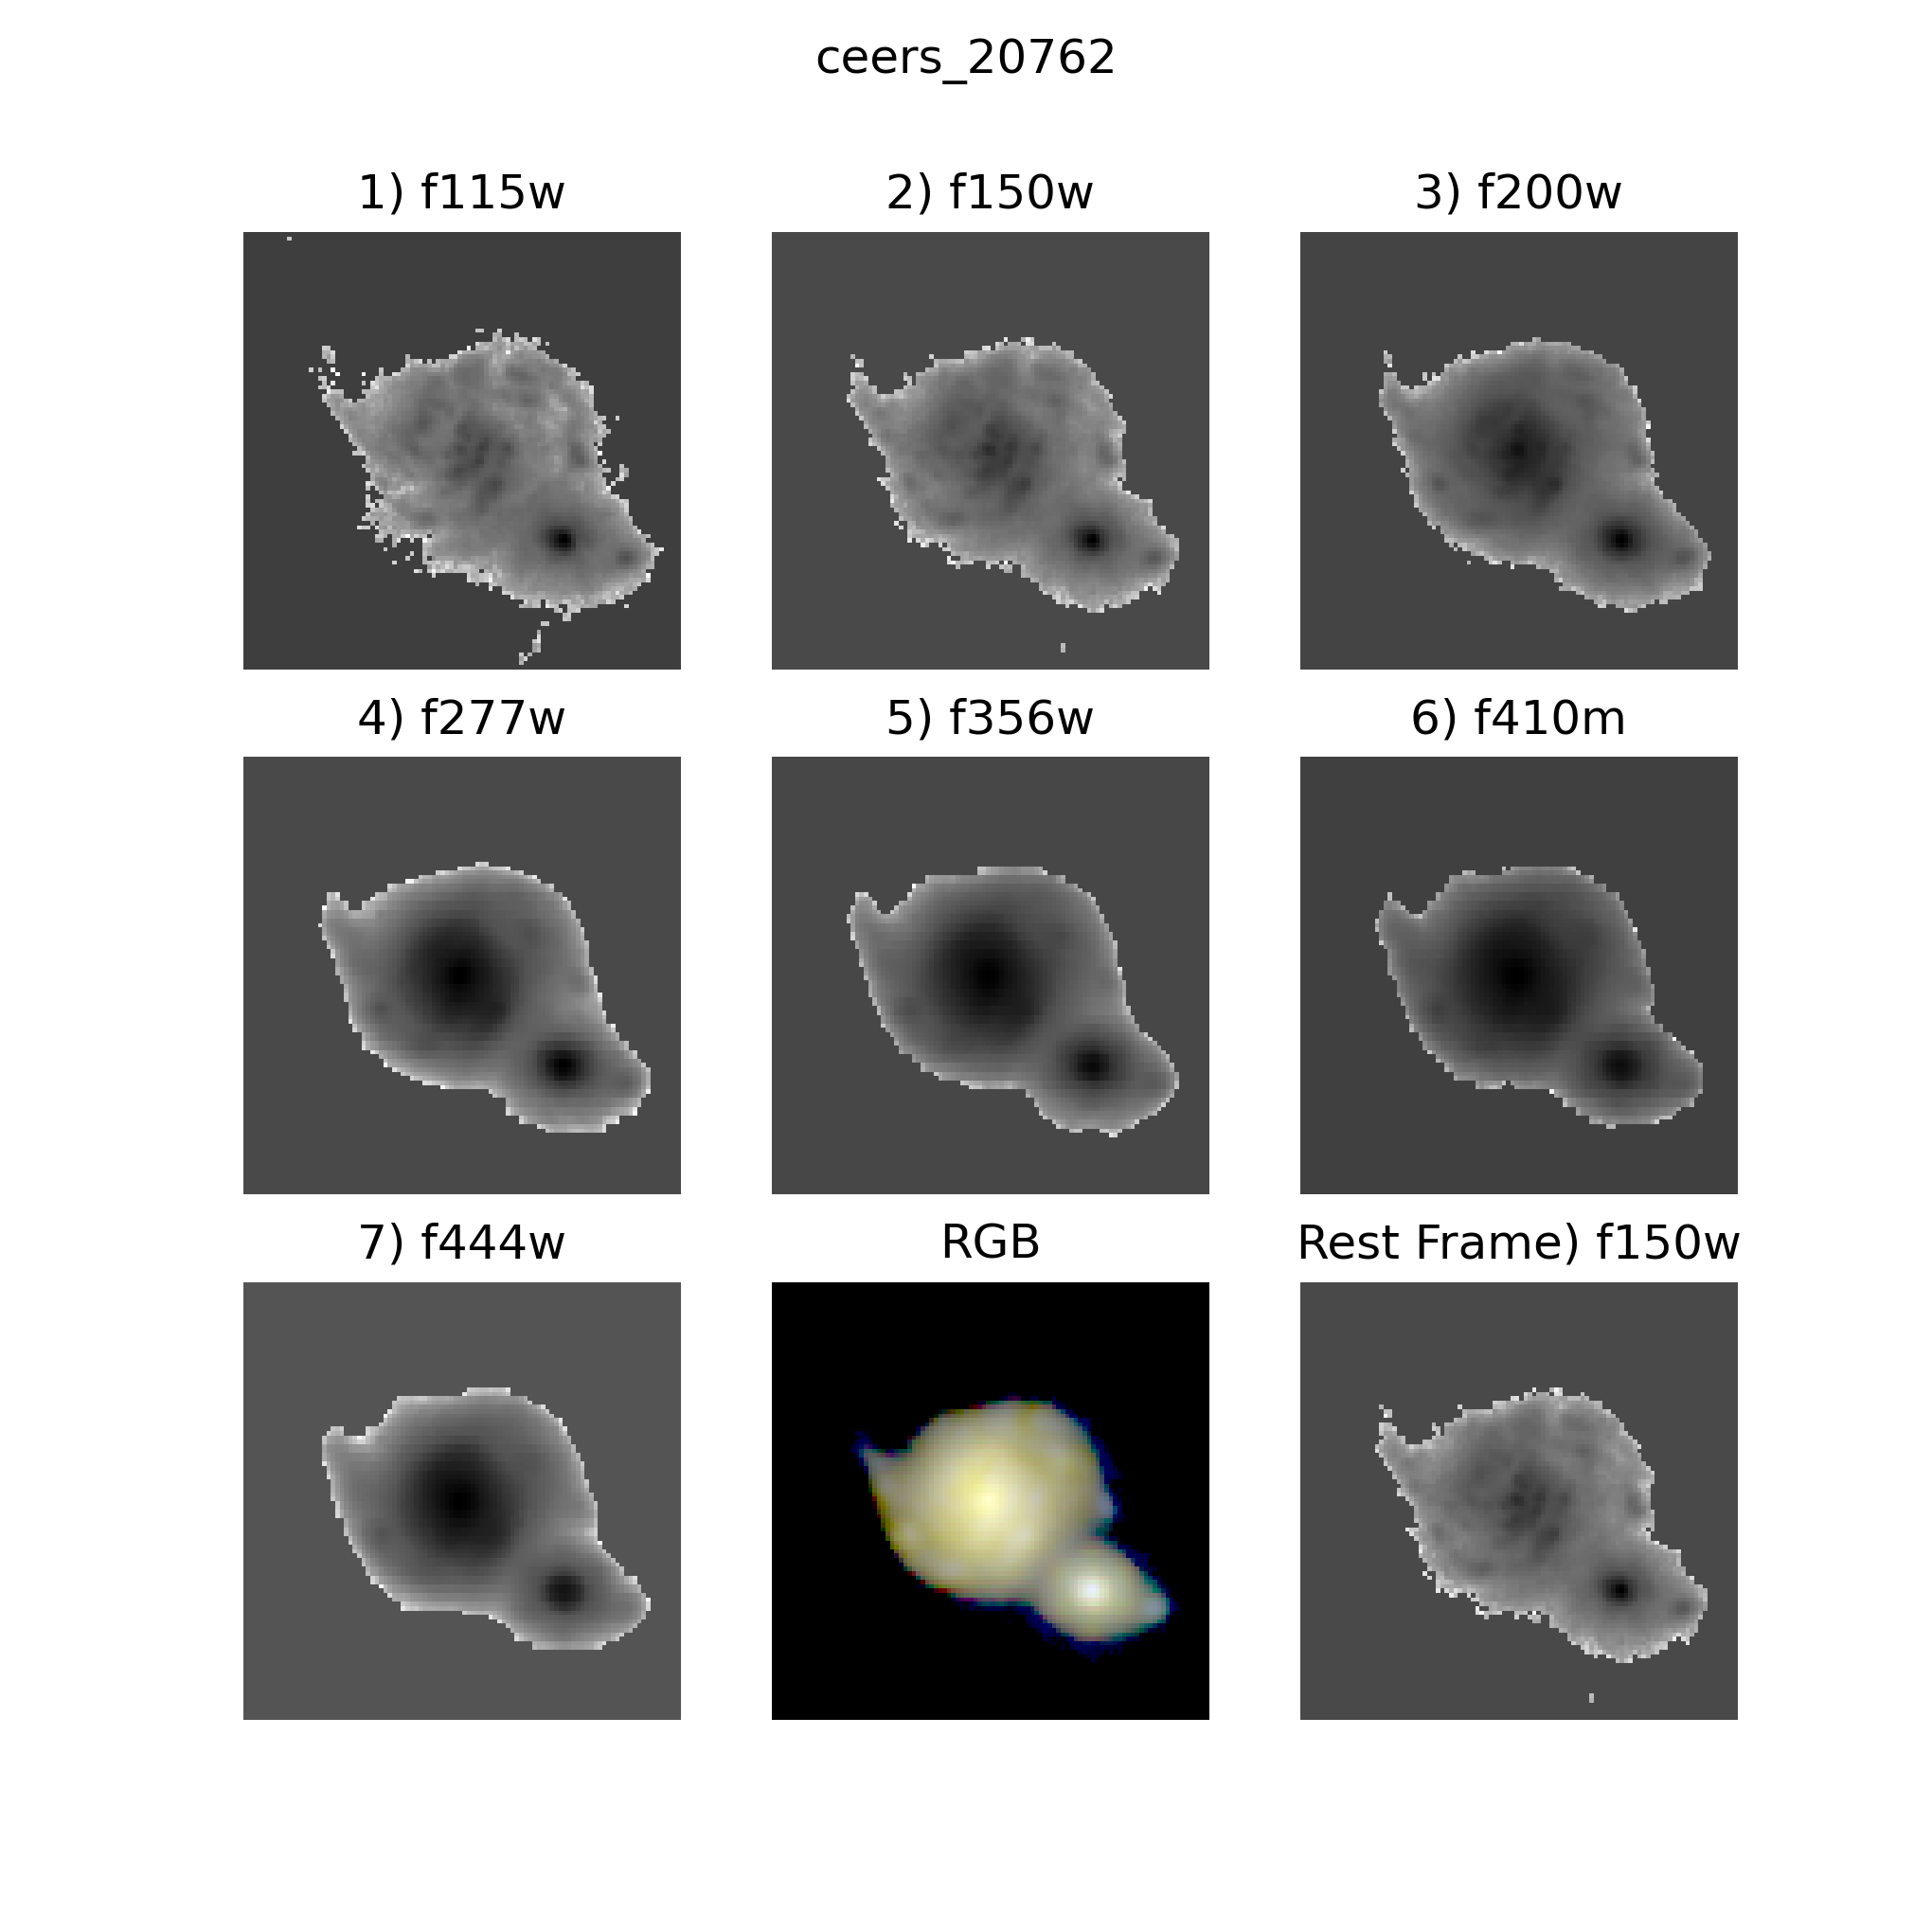 ceers_20762
1) f115w
2) f150w
3) f200w
4) f277w
5) f356w
6) f410m
7) f444w
RGB
Rest Frame) f150w